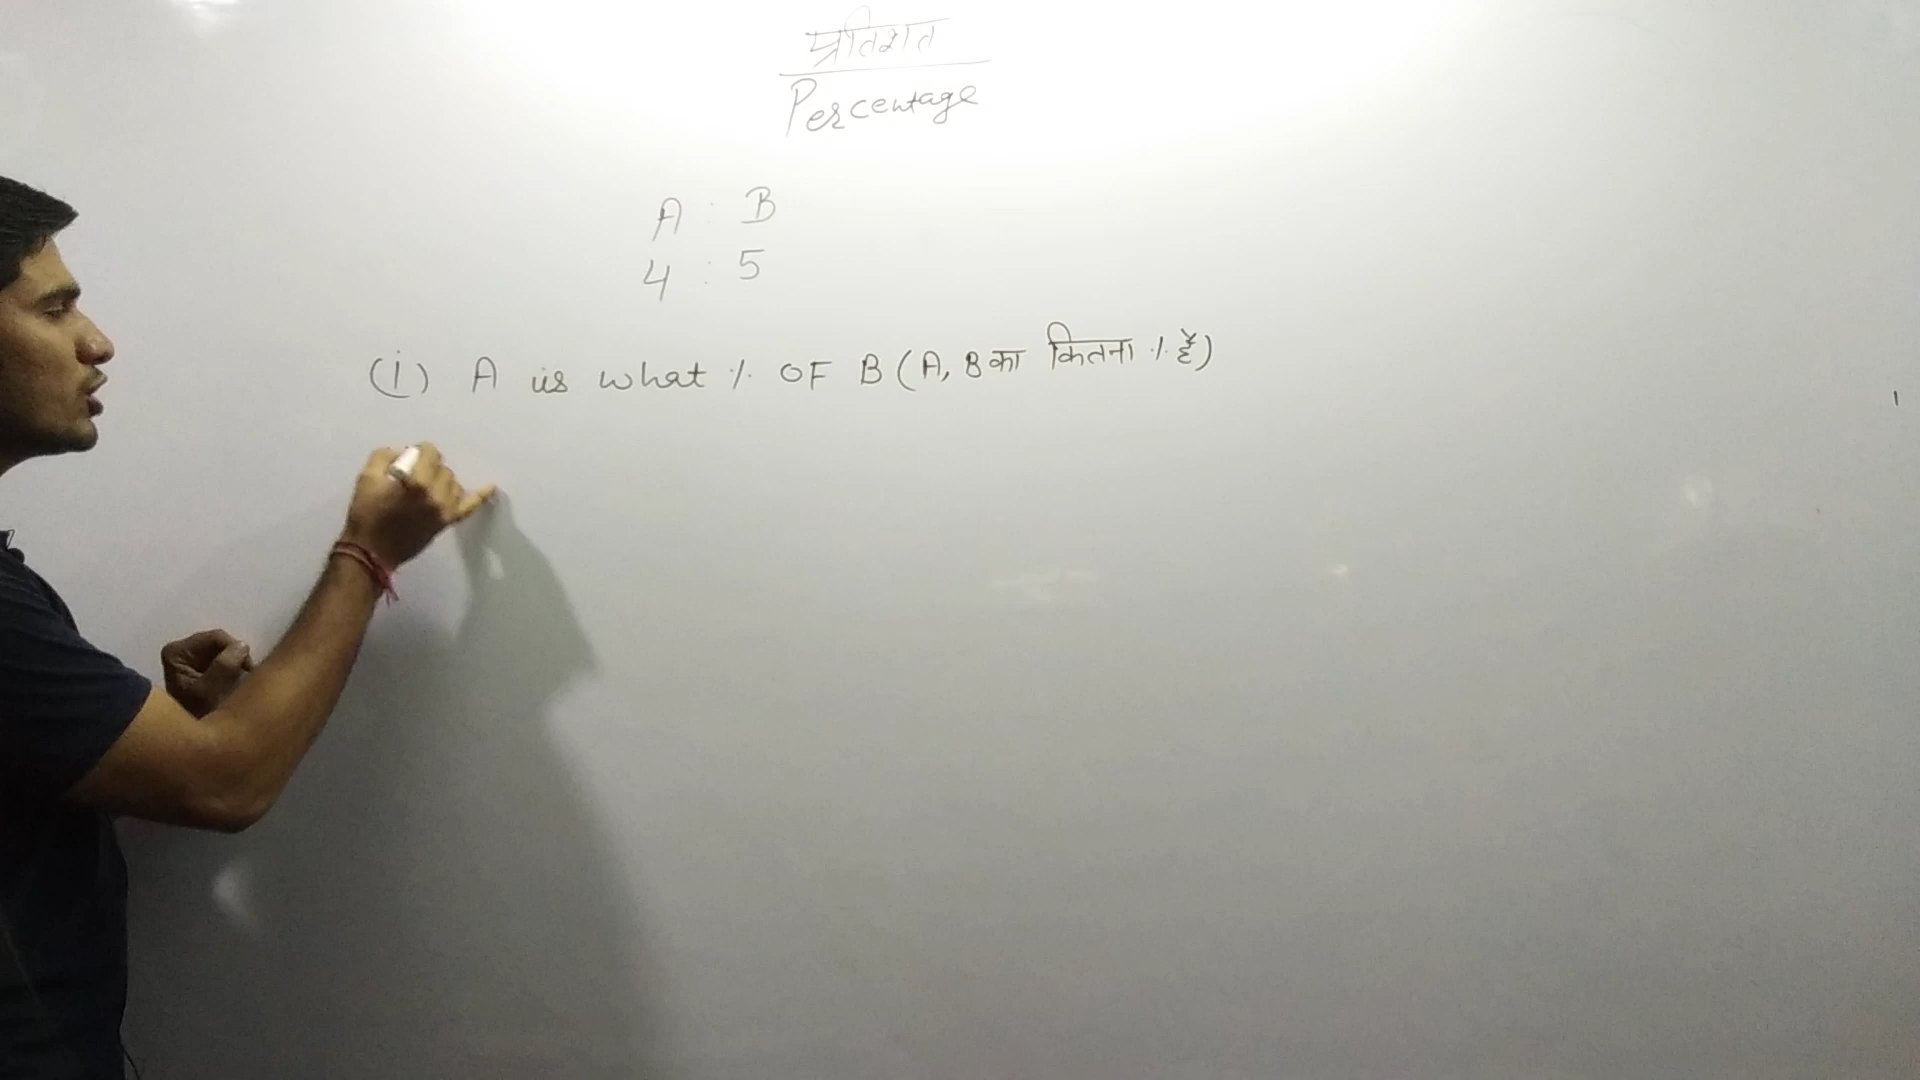 प्रतिशत
Percentage
A : B
4 : 5
(i) A is what % OF B (A, B का कितना % है)